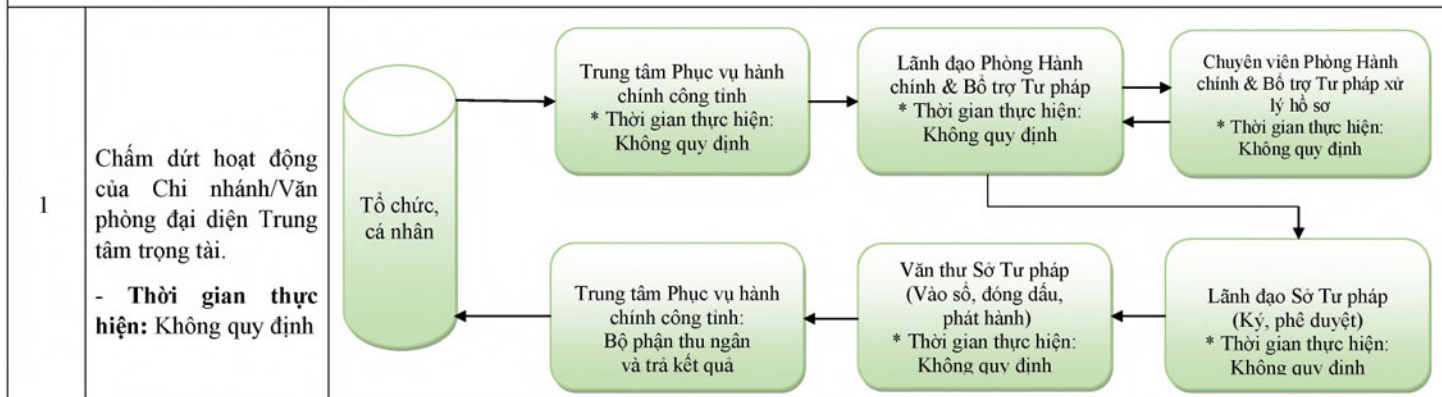 1
Chấm dứt hoạt động
của Chi nhánh/Văn
phòng đại diện Trung
tâm trọng tài.
- Thời gian thực
hiện: Không quy định
Tổ chức,
cá nhân
Trung tâm Phục vụ hành
chính công tỉnh
* Thời gian thực hiện:
Không quy định
Lãnh đạo Phòng Hành
chính & Bổ trợ Tư pháp
* Thời gian thực hiện:
Không quy định
Chuyên viên Phòng Hành
chính & Bổ trợ Tư pháp xử
lý hồ sơ
* Thời gian thực hiện:
Không quy định
Lãnh đạo Sở Tư pháp
(Ký, phê duyệt)
* Thời gian thực hiện:
Không quy định
Văn thư Sở Tư pháp
(Vào sổ, đóng dấu,
phát hành)
* Thời gian thực hiện:
Không quy định
Trung tâm Phục vụ hành
chính công tỉnh:
Bộ phận thu ngân
và trả kết quả